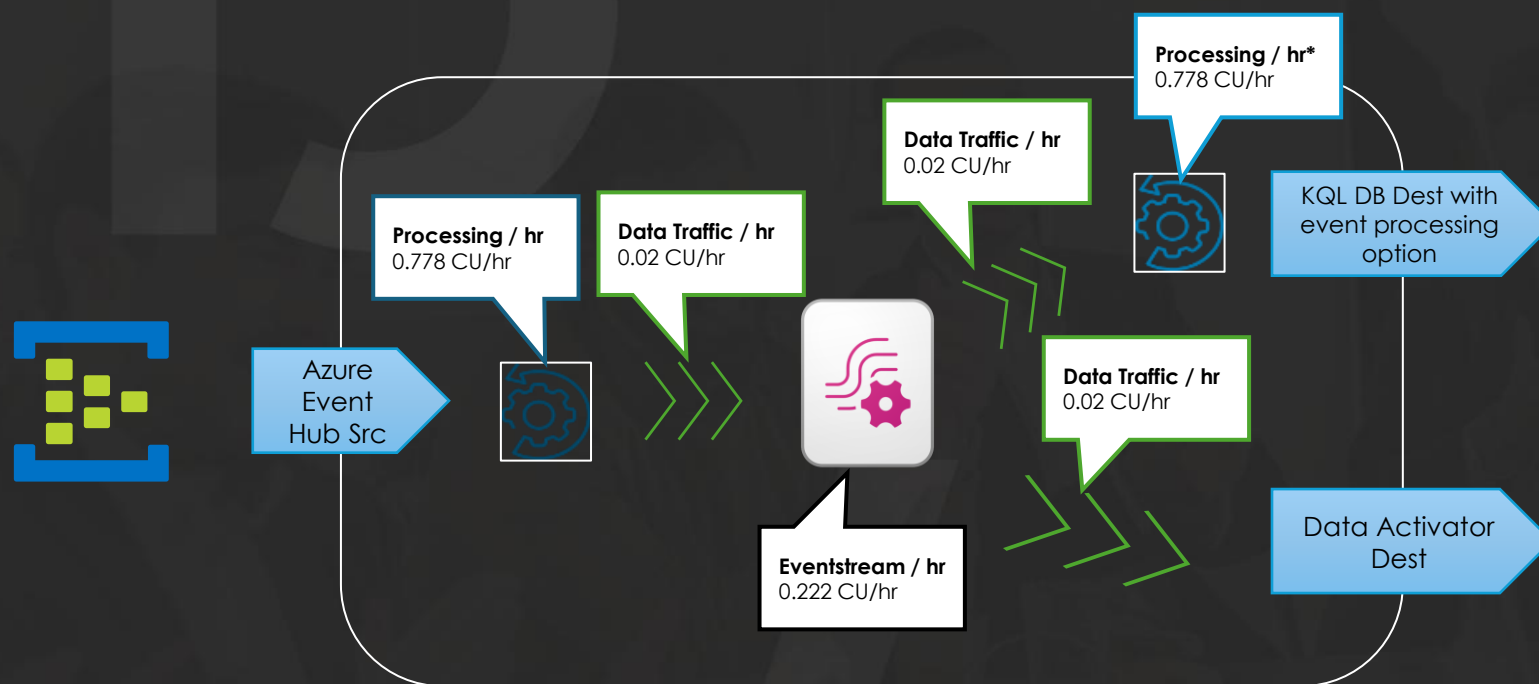 Processing / hr*
0.778 CU/hr
Data Traffic / hr
0.02 CU/hr
KQL DB Dest with
event processing
option
Processing / hr
0.778 CU/hr
Data Traffic / hr
0.02 CU/hr
Azure
Event
Hub Src
Data Traffic / hr
0.02 CU/hr
Eventstream / hr
0.222 CU/hr
Data Activator
Dest